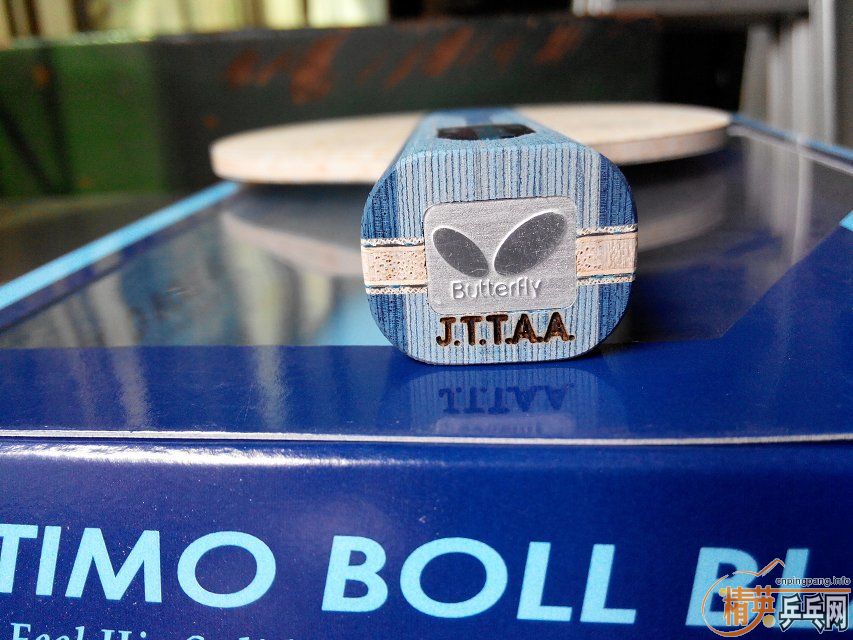 Butterfly
J.T.T.A.A.
TIMO BOLL
cnpingpang.info
精英乒乓网